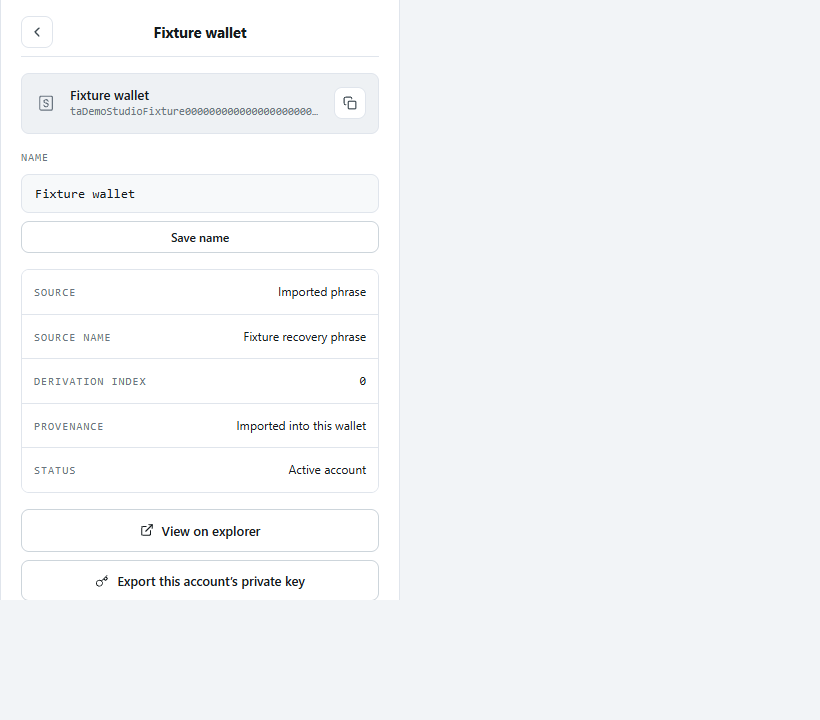 Fixture wallet
Fixture wallet
taDemoStudioFixture000000000000000000000…
NAME
Fixture wallet
Save name
SOURCE Imported phrase
SOURCE NAME Fixture recovery phrase
DERIVATION INDEX 0
PROVENANCE Imported into this wallet
STATUS Active account
View on explorer
Export this account's private key